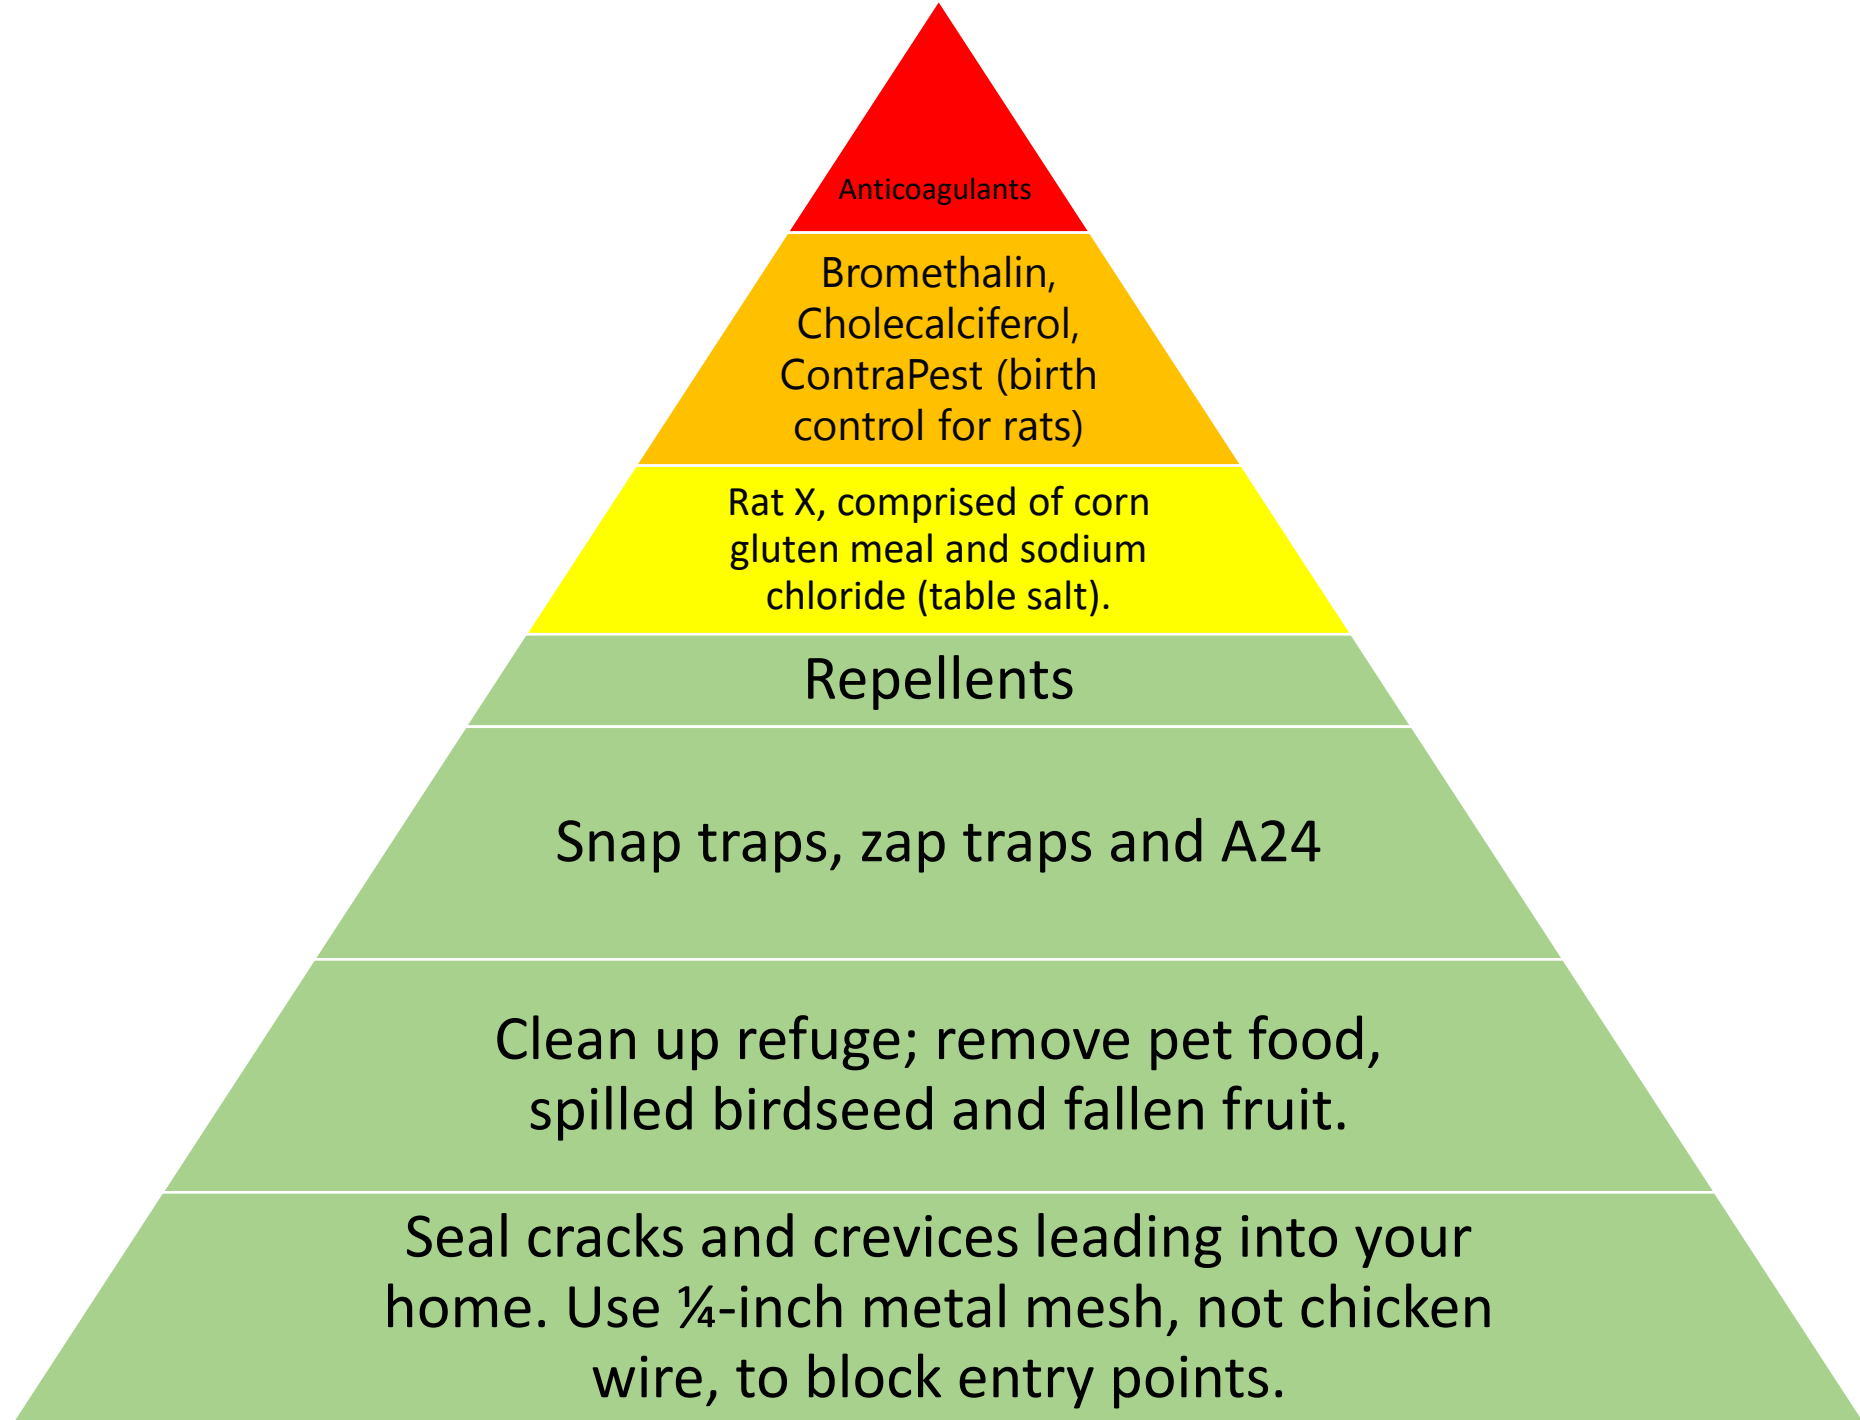 Anticoagulants
Bromethalin,
Cholecalciferol,
ContraPest (birth
control for rats)
Rat X, comprised of corn
gluten meal and sodium
chloride (table salt).
Repellents
Snap traps, zap traps and A24
Clean up refuge; remove pet food,
spilled birdseed and fallen fruit.
Seal cracks and crevices leading into your
home. Use ¼-inch metal mesh, not chicken
wire, to block entry points.